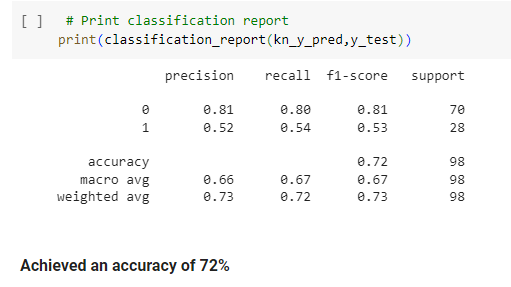 [ ] # Print classification report
print(classification_report(kn_y_pred,y_test))
precision recall f1-score support
0 0.81 0.80 0.81 70
1 0.52 0.54 0.53 28
accuracy 0.72 98
macro avg 0.66 0.67 0.67 98
weighted avg 0.73 0.72 0.73 98
Achieved an accuracy of 72%